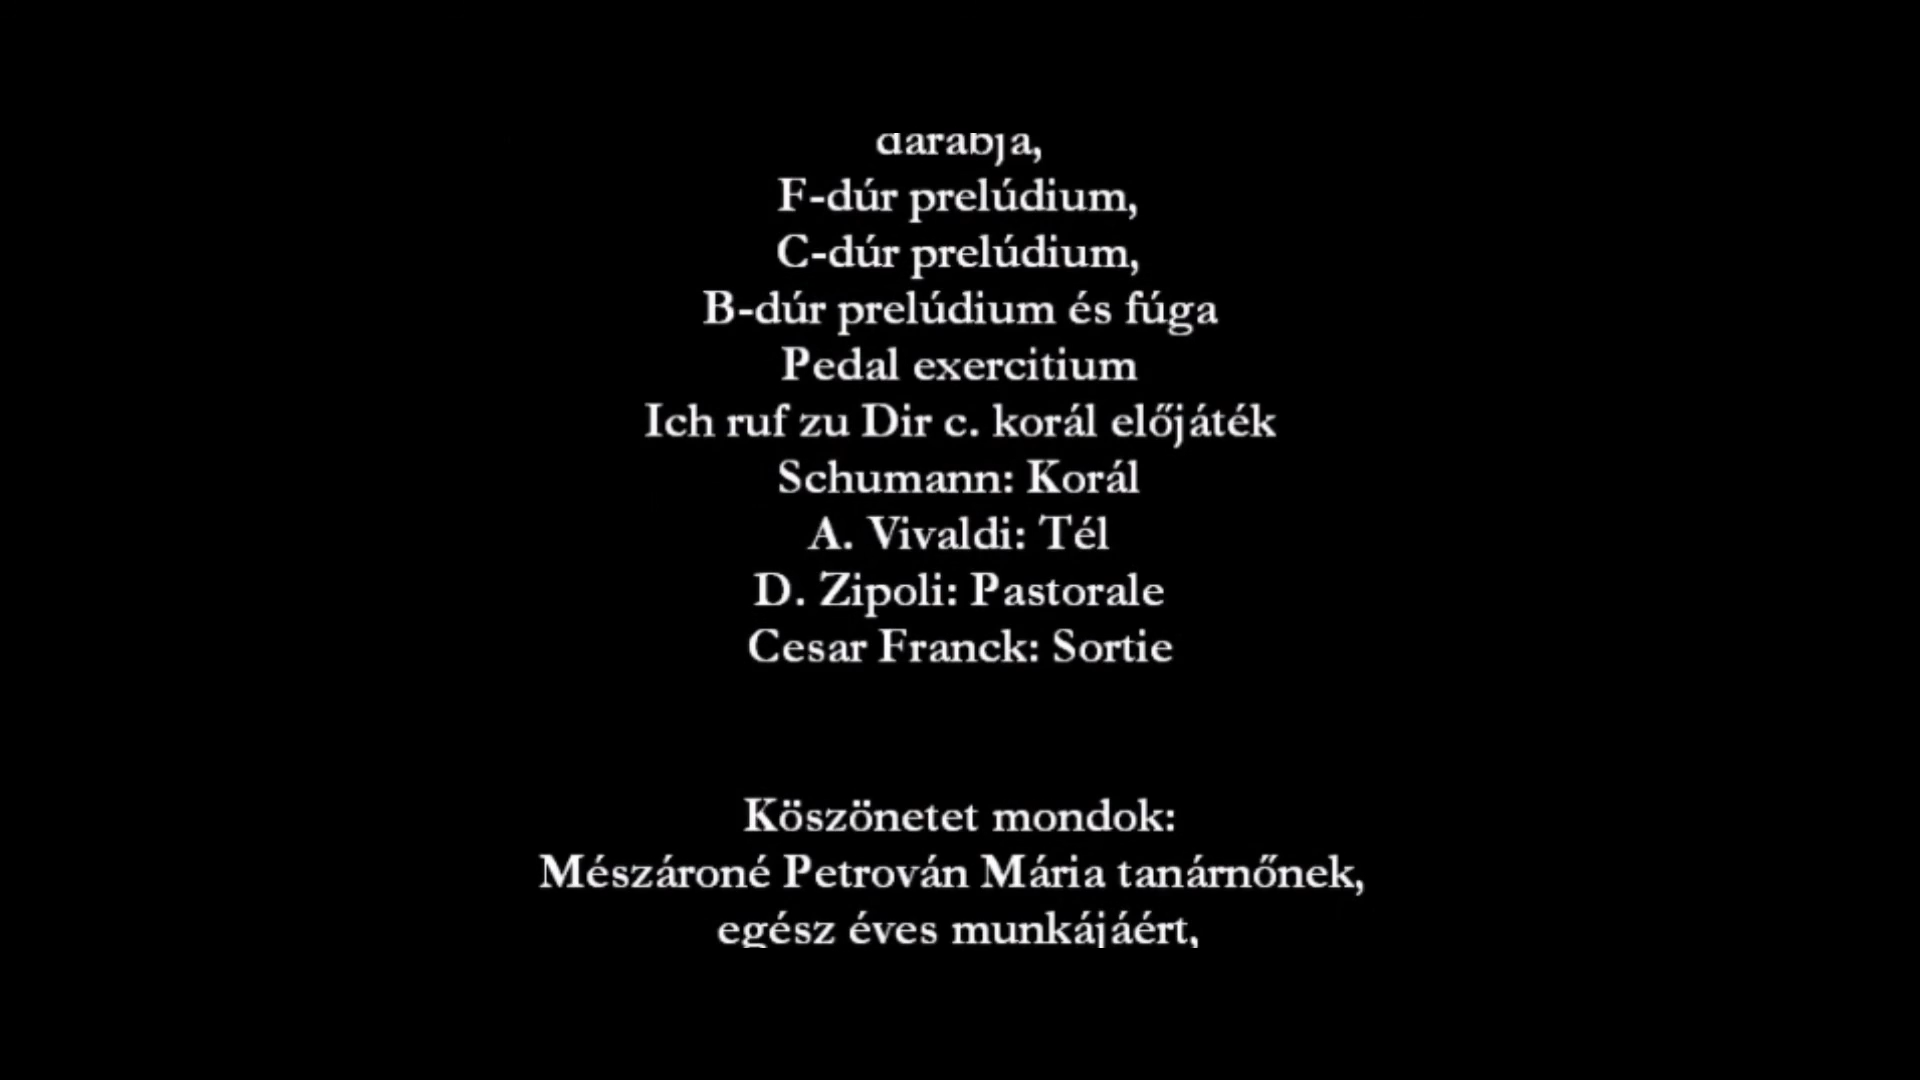 darabja,
F-dúr prelúdium,
C-dúr prelúdium,
B-dúr prelúdium és fúga
Pedal exercitium
Ich ruf zu Dir c. korál előjáték
Schumann: Korál
A. Vivaldi: Tél
D. Zipoli: Pastorale
Cesar Franck: Sortie
Köszönetet mondok:
Mészároné Petrován Mária tanárnőnek,
egész éves munkájáért,